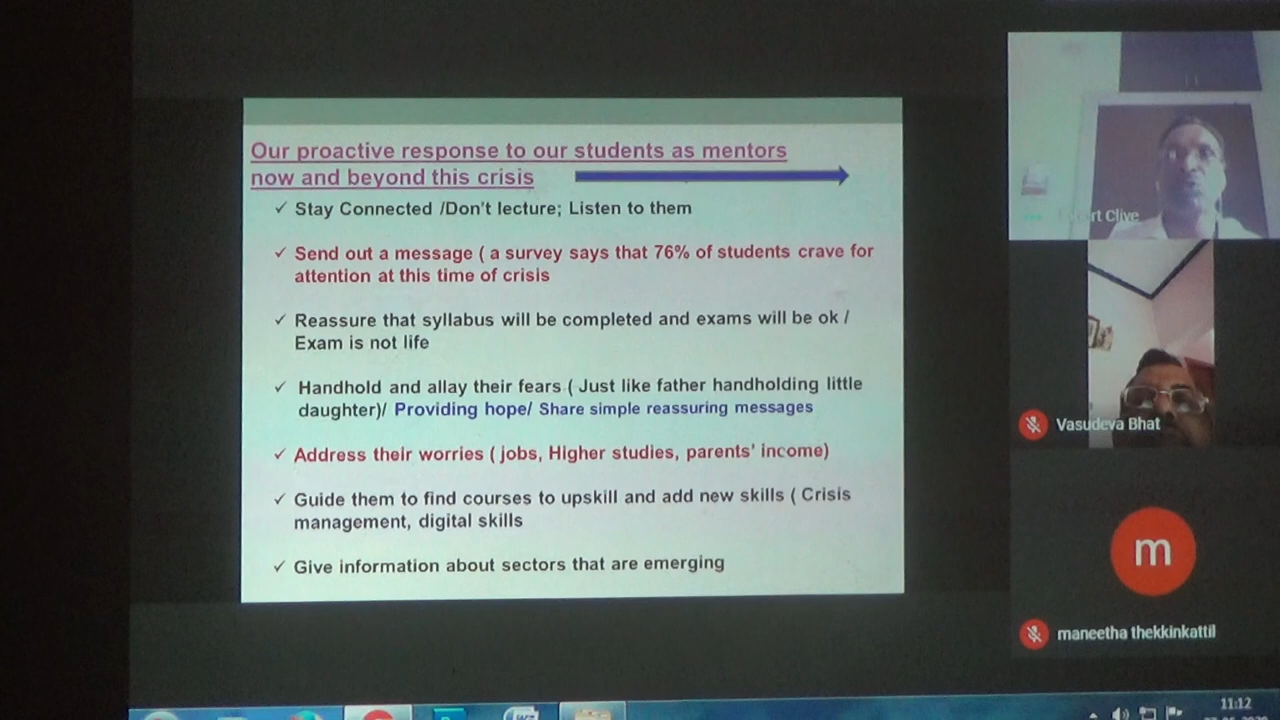 Our proactive response to our students as mentors
now and beyond this crisis
✓ Stay Connected /Don't lecture; Listen to them
✓ Send out a message ( a survey says that 76% of students crave for
attention at this time of crisis
✓ Reassure that syllabus will be completed and exams will be ok /
Exam is not life
✓ Handhold and allay their fears ( Just like father handholding little
daughter)/ Providing hope/ Share simple reassuring messages
✓ Address their worries ( jobs, Higher studies, parents' income)
✓ Guide them to find courses to upskill and add new skills ( Crisis
management, digital skills
✓ Give information about sectors that are emerging
Clive
Vasudeva Bhat
m
maneetha thekkinkattil
11:12